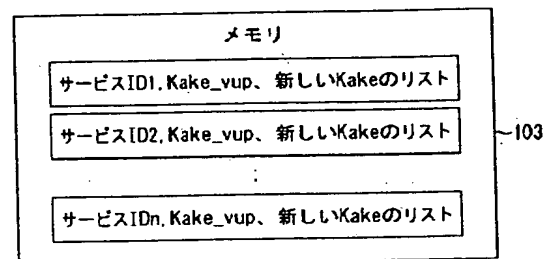 メモリ
サービスID1,Kake_vup、新しいKakeのリスト
サービスID2,Kake_vup、新しいKakeのリスト
⋮
サービスIDn,Kake_vup、新しいKakeのリスト
~103